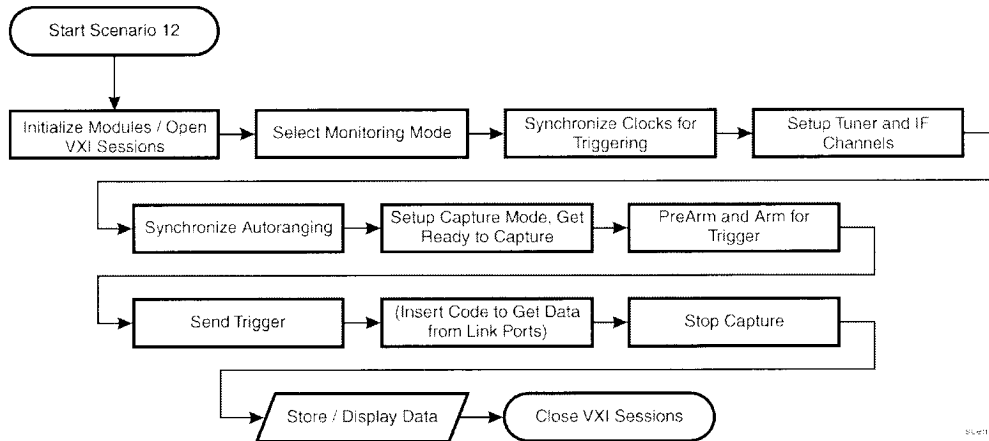 Start Scenario 12
Initialize Modules / Open
VXI Sessions
Select Monitoring Mode
Synchronize Clocks for
Triggering
Setup Tuner and IF
Channels
Synchronize Autoranging
Setup Capture Mode, Get
Ready to Capture
PreArm and Arm for
Trigger
Send Trigger
(Insert Code to Get Data
from Link Ports)
Stop Capture
Store / Display Data
Close VXI Sessions